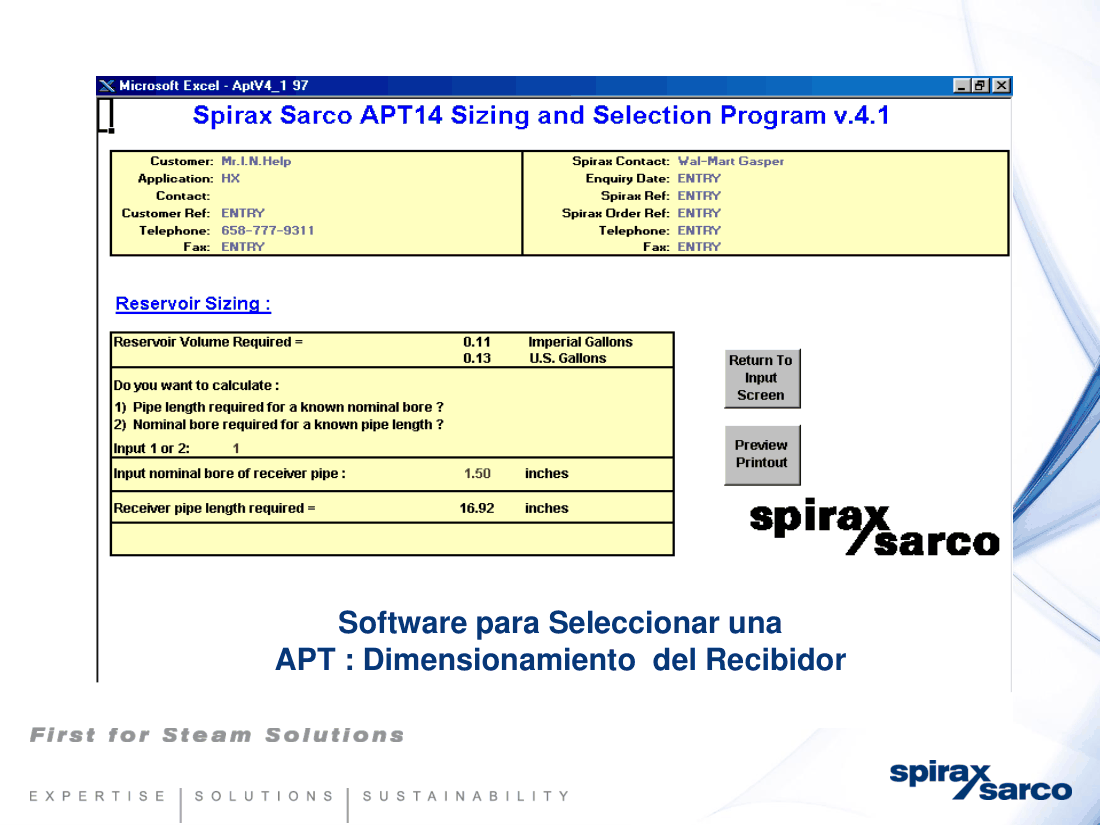 Microsoft Excel - AptV4_1 97
Spirax Sarco APT14 Sizing and Selection Program v.4.1
Customer: Mr.I.N.Help
Application: HX
Contact:
Customer Ref: ENTRY
Telephone: 658-777-9311
Fax: ENTRY
Spirax Contact: Wal-Mart Gasper
Enquiry Date: ENTRY
Spirax Ref: ENTRY
Spirax Order Ref: ENTRY
Telephone: ENTRY
Fax: ENTRY
Reservoir Sizing :
Reservoir Volume Required = 0.11 Imperial Gallons
0.13 U.S. Gallons
Do you want to calculate :
1) Pipe length required for a known nominal bore ?
2) Nominal bore required for a known pipe length ?
Input 1 or 2: 1
Input nominal bore of receiver pipe : 1.50 inches
Receiver pipe length required = 16.92 inches
Return To
Input
Screen
Preview
Printout
spirax
sarco
Software para Seleccionar una
APT : Dimensionamiento del Recibidor
First for Steam Solutions
EXPERTISE SOLUTIONS SUSTAINABILITY
spirax
sarco